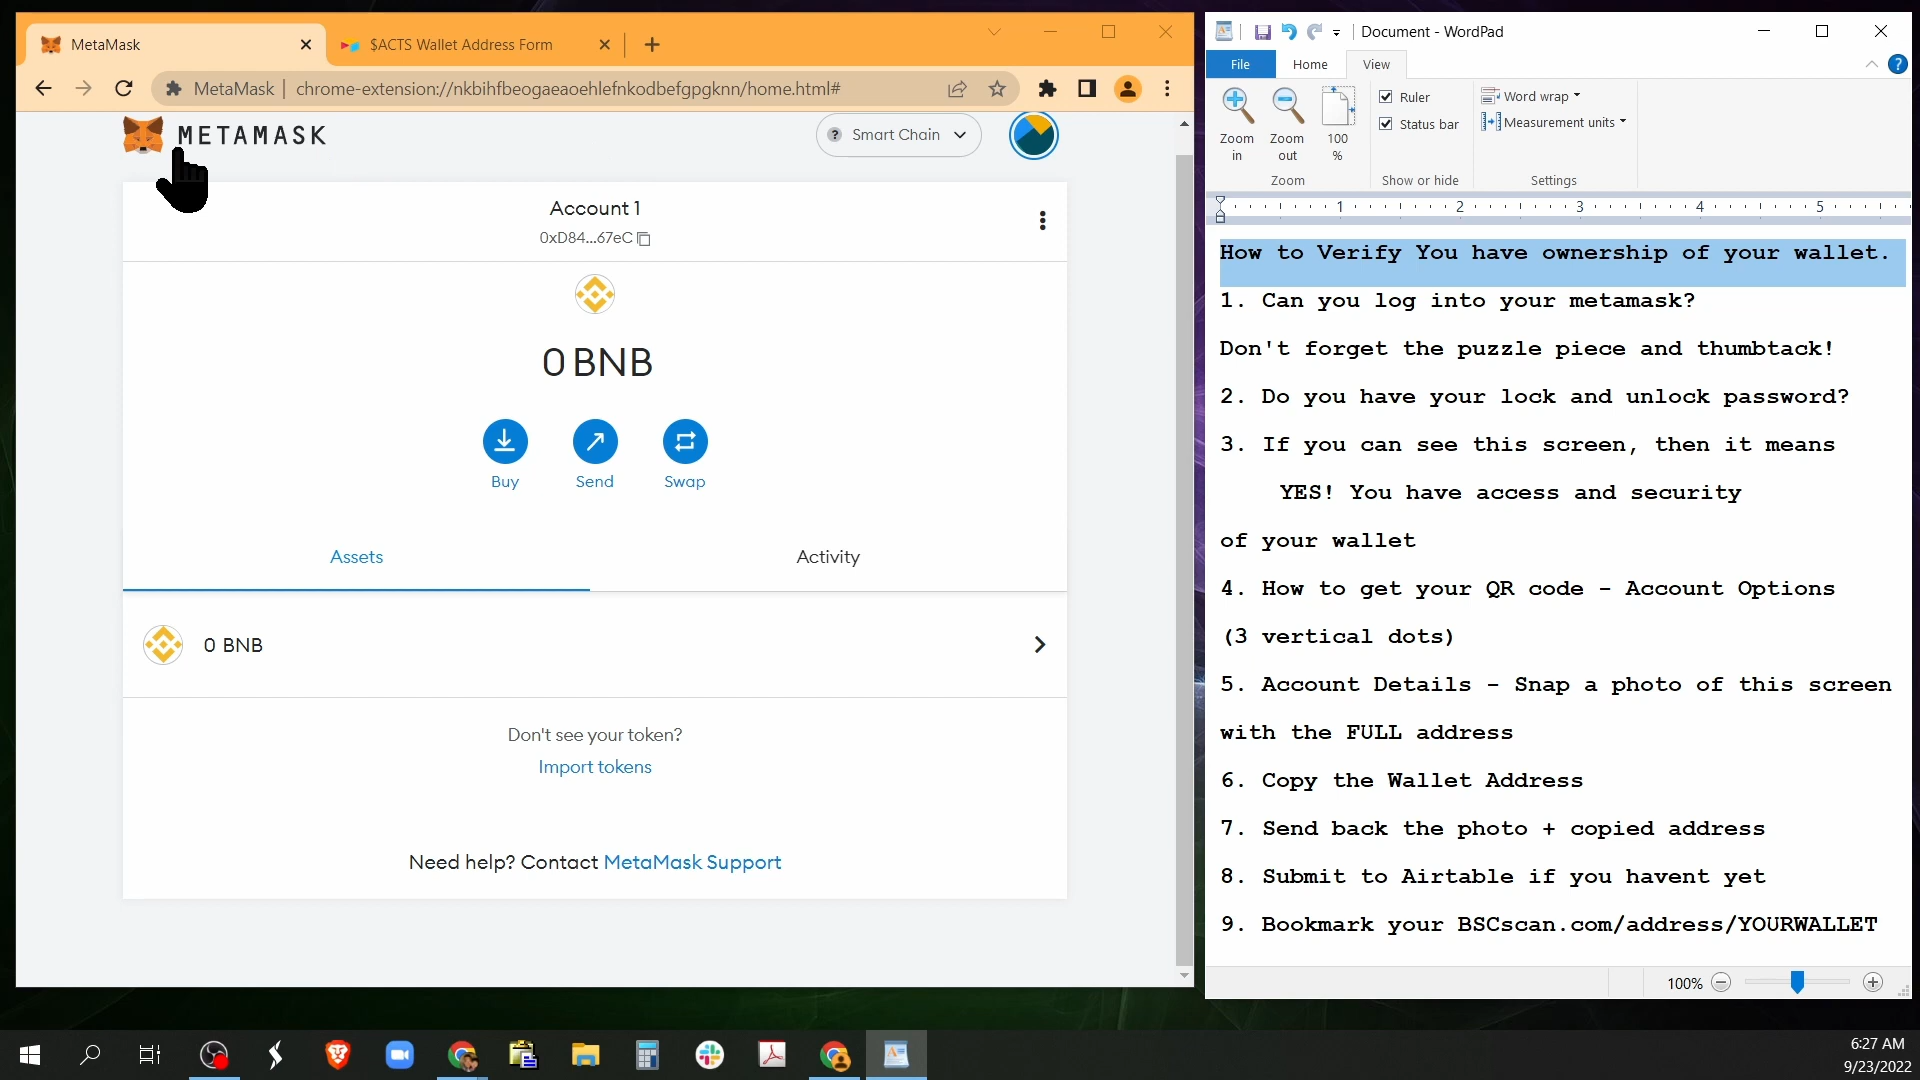 MetaMask
$ACTS Wallet Address Form
MetaMask | chrome-extension://nkbihfbeogaeaoehlefnkodbefgpgknn/home.html#
METAMASK
? Smart Chain
Account 1
0xD84...67eC
0 BNB
Buy
Send
Swap
Assets
Activity
0 BNB
Don't see your token?
Import tokens
Need help? Contact MetaMask Support
Document - WordPad
File
Home
View
?
Zoom in
Zoom out
100 %
Zoom
Ruler
Status bar
Show or hide
Word wrap
Measurement units
Settings
1 2 3 4 5
How to Verify You have ownership of your wallet.
1. Can you log into your metamask?
Don't forget the puzzle piece and thumbtack!
2. Do you have your lock and unlock password?
3. If you can see this screen, then it means
YES! You have access and security
of your wallet
4. How to get your QR code - Account Options
(3 vertical dots)
5. Account Details - Snap a photo of this screen
with the FULL address
6. Copy the Wallet Address
7. Send back the photo + copied address
8. Submit to Airtable if you havent yet
9. Bookmark your BSCscan.com/address/YOURWALLET
100%
6:27 AM
9/23/2022